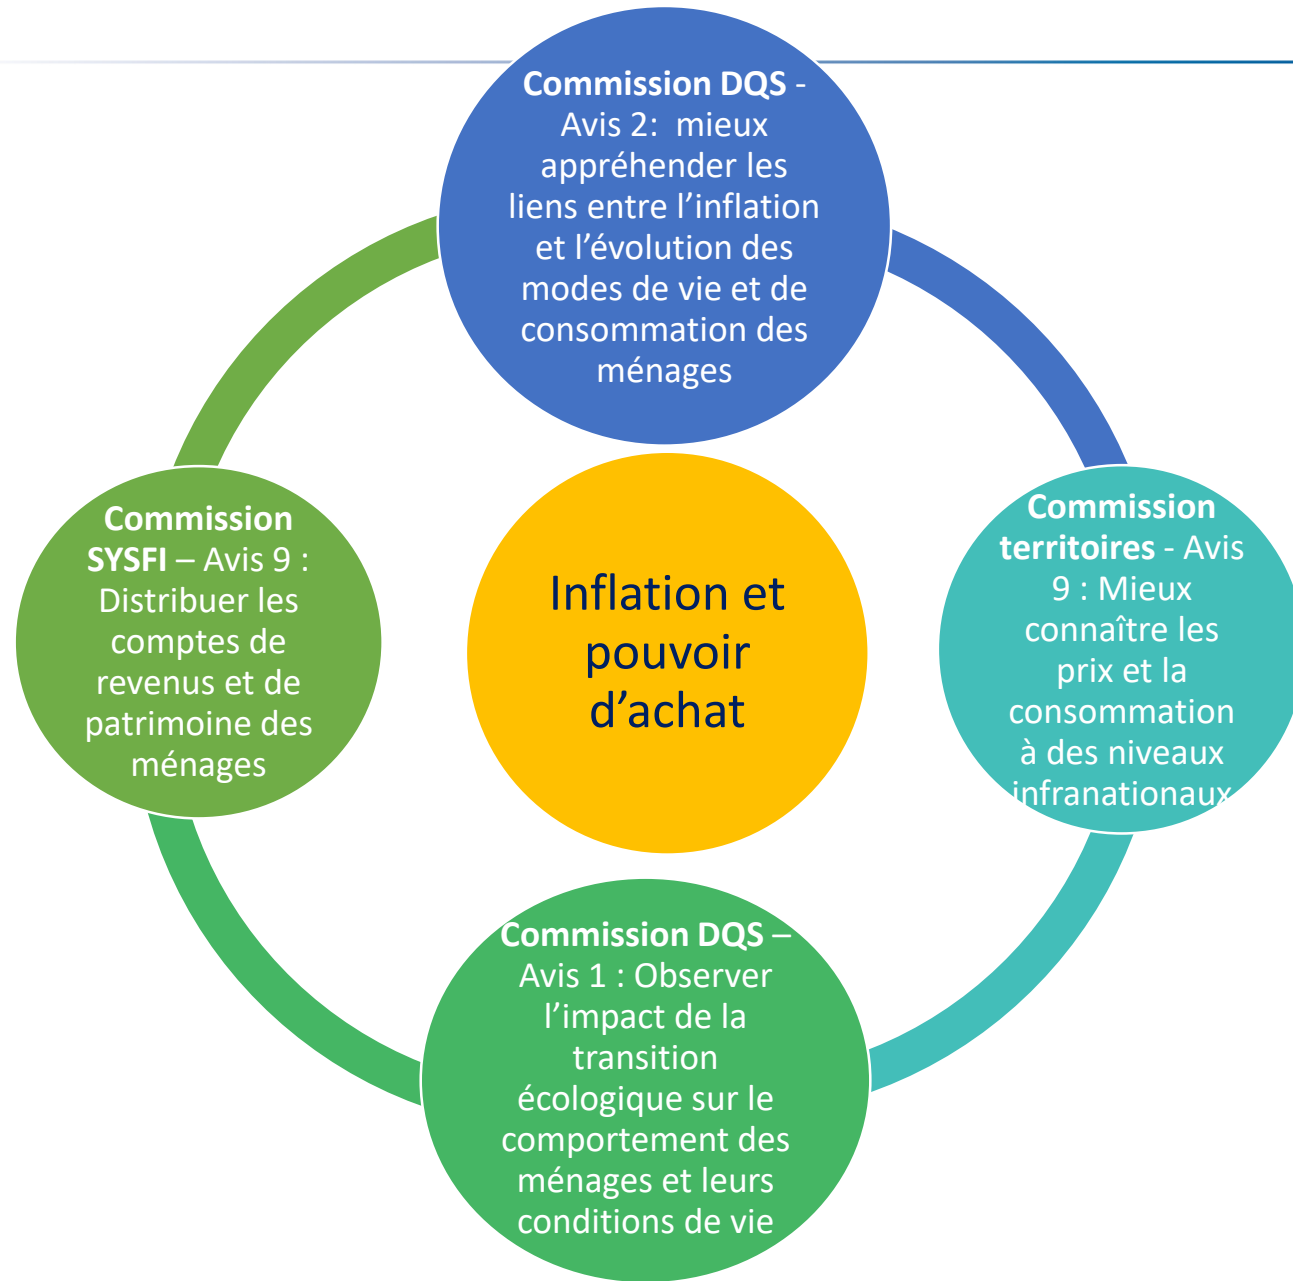 Commission DQS -
Avis 2:  mieux
appréhender les
liens entre l’inflation
et l’évolution des
modes de vie et de
consommation des
ménages
Commission
SYSFI – Avis 9 :
Distribuer les
comptes de
revenus et de
patrimoine des
ménages
Inflation et
pouvoir
d’achat
Commission
territoires - Avis
9 : Mieux
connaître les
prix et la
consommation
à des niveaux
infranationaux
Commission DQS –
Avis 1 : Observer
l’impact de la
transition
écologique sur le
comportement des
ménages et leurs
conditions de vie